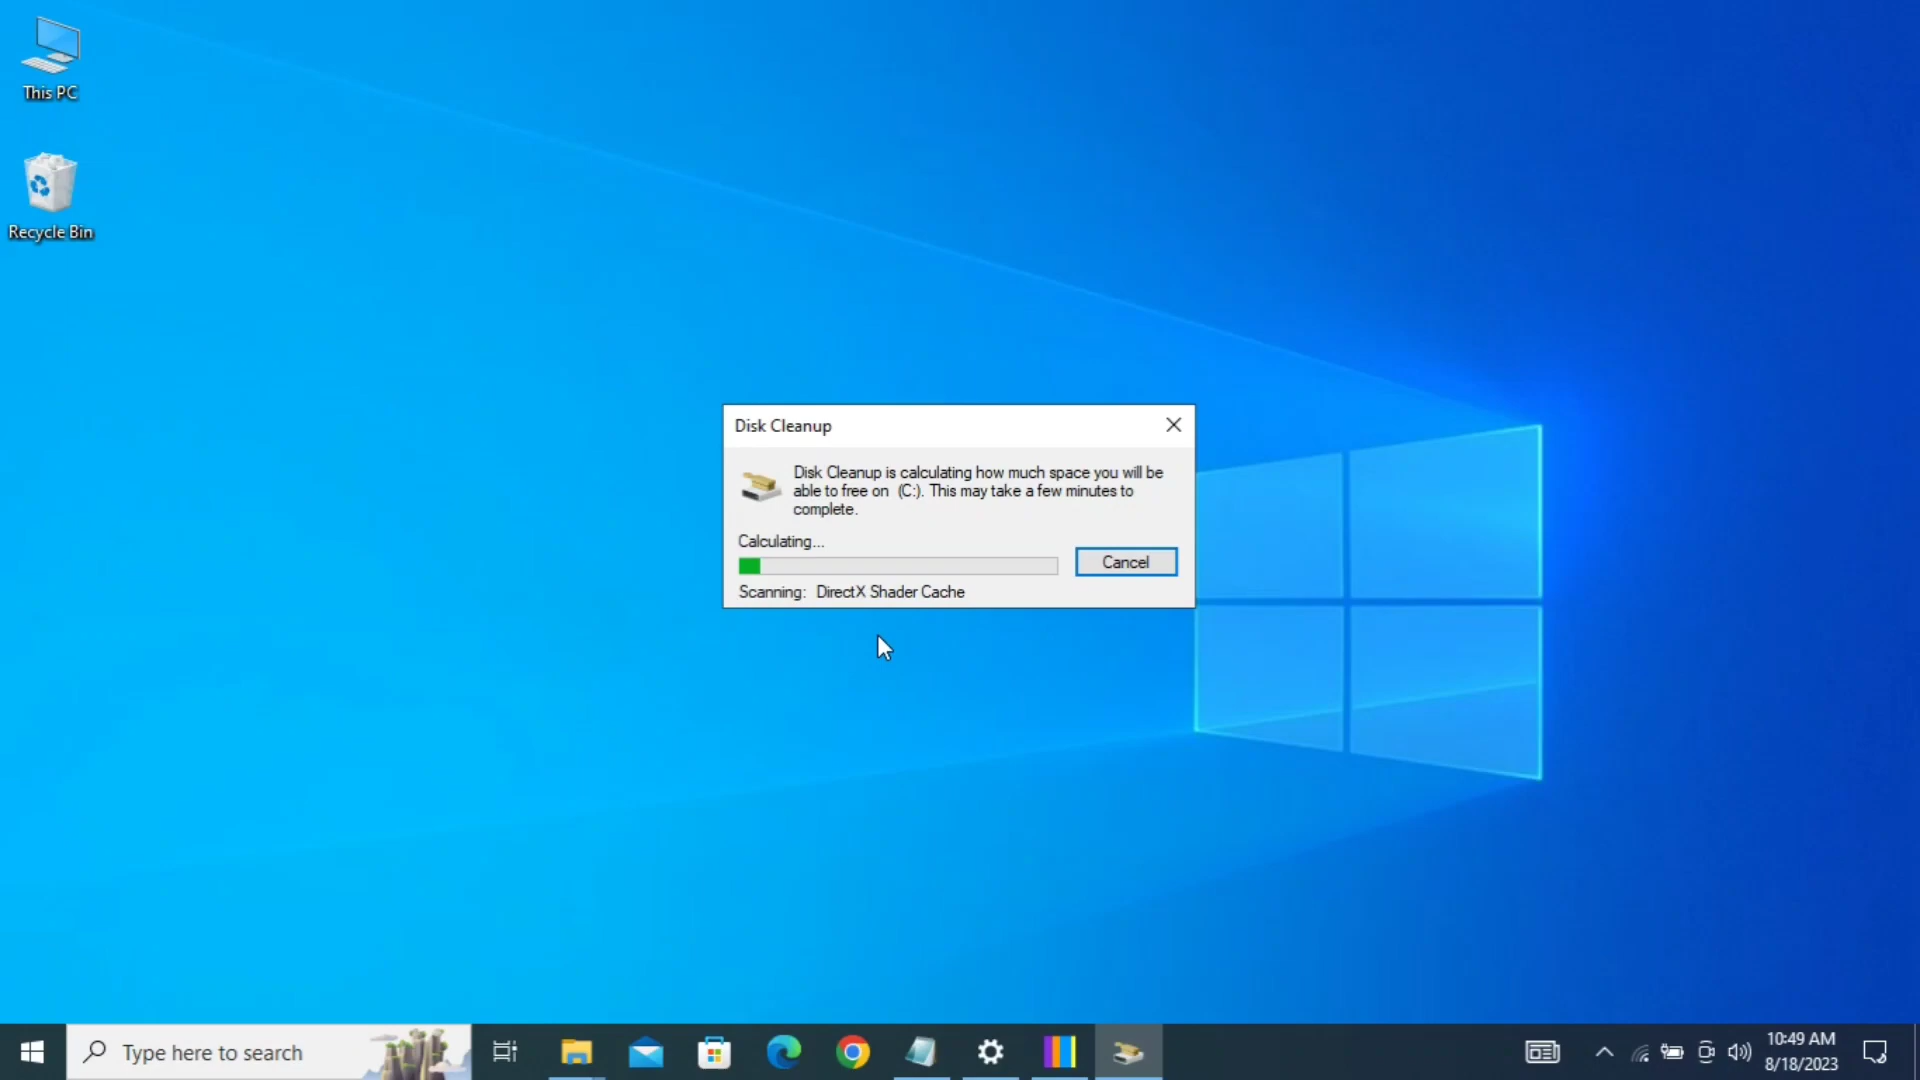 This PC
Recycle Bin
Disk Cleanup
Disk Cleanup is calculating how much space you will be
able to free on (C:). This may take a few minutes to
complete.
Calculating...
Cancel
Scanning: DirectX Shader Cache
Type here to search
10:49 AM
8/18/2023